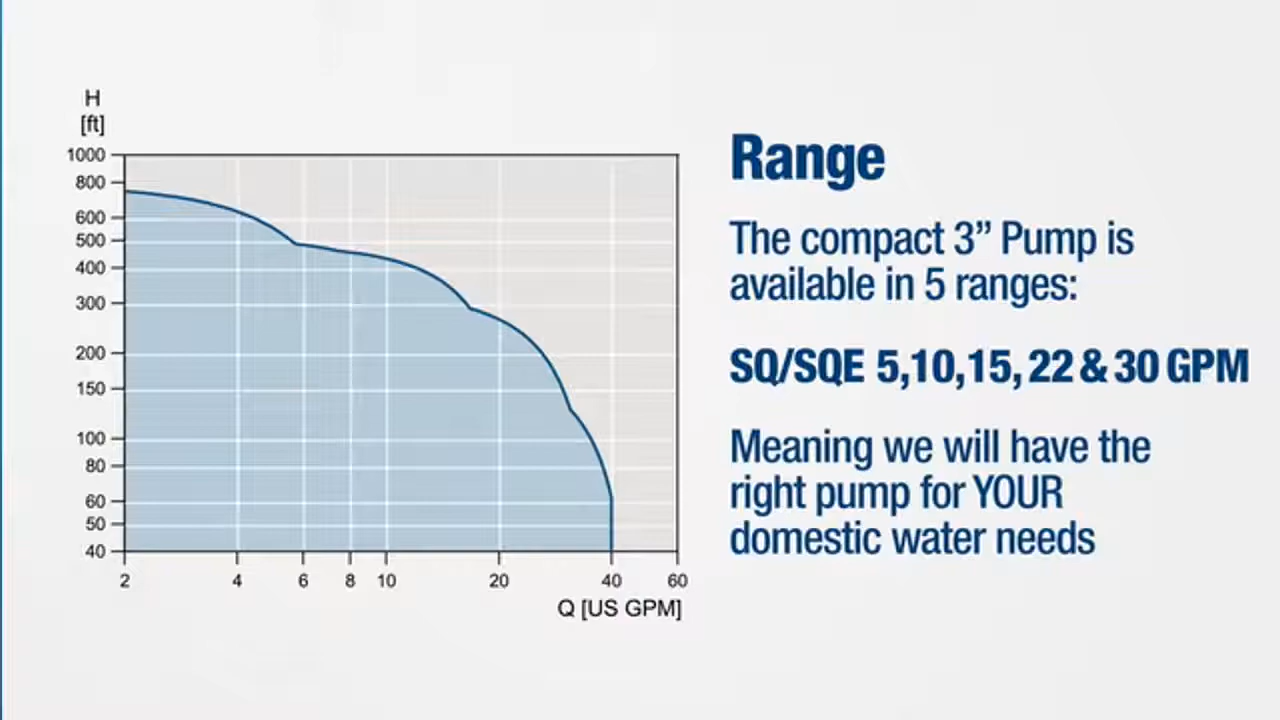 H
[ft]
1000
800
600
500
400
300
200
150
100
80
60
50
40
2 4 6 8 10 20 40 60
Q [US GPM]
Range
The compact 3” Pump is
available in 5 ranges:
SQ/SQE 5,10,15, 22 & 30 GPM
Meaning we will have the
right pump for YOUR
domestic water needs